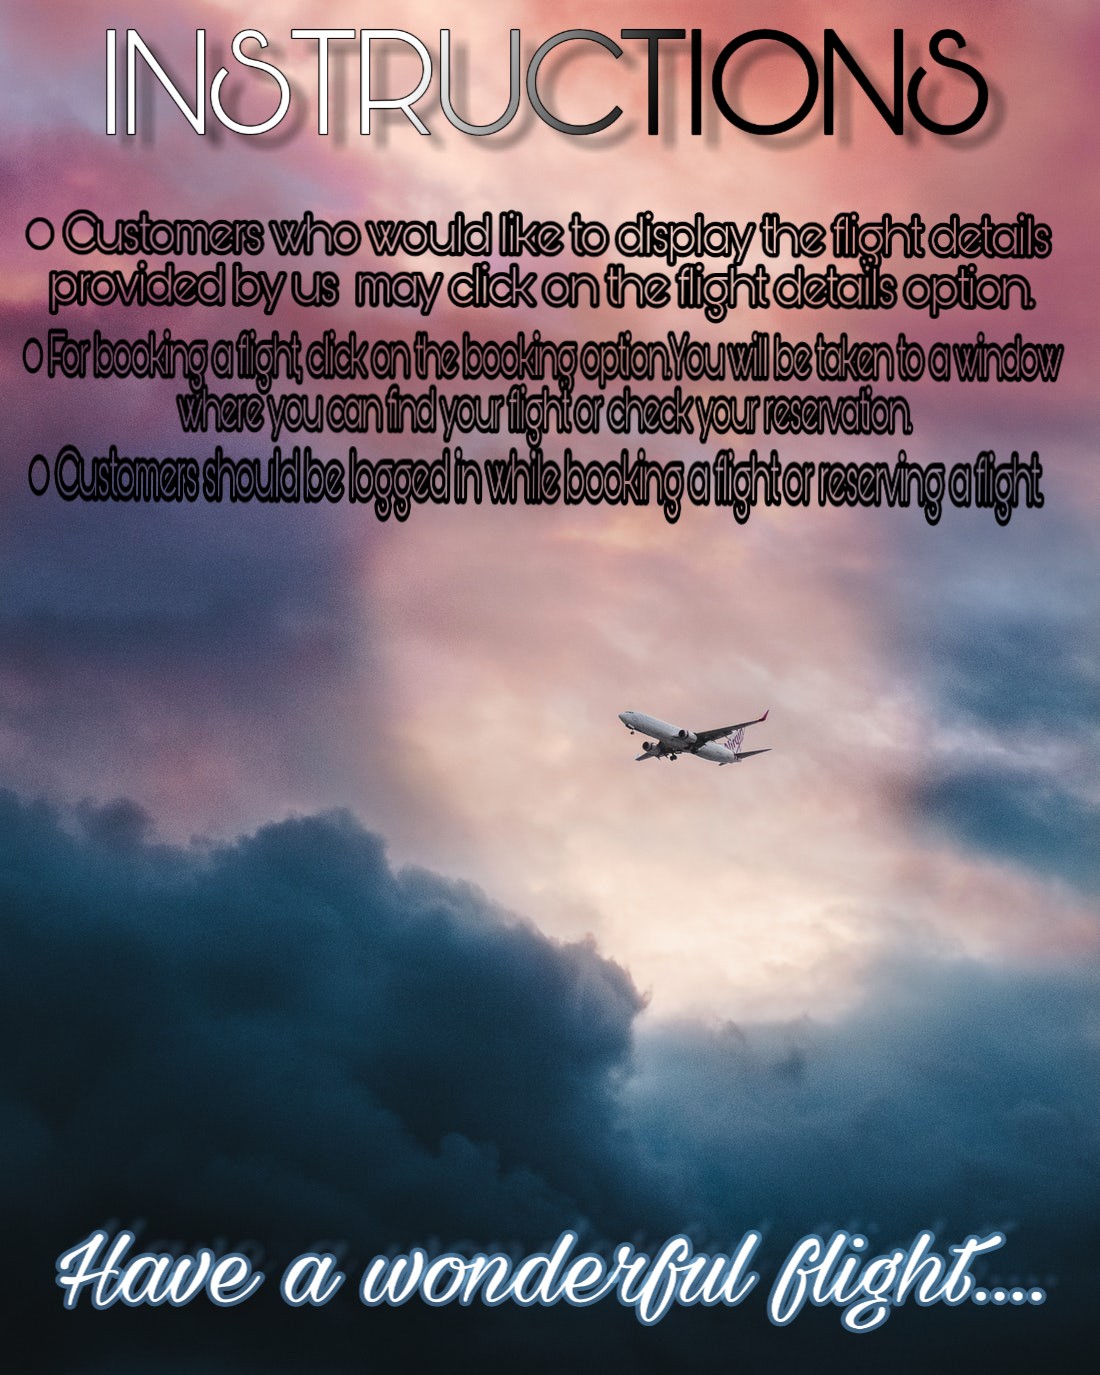 INSTRUCTIONS
O Customers who would like to display the flight details
provided by us may click on the flight details option.
O For booking a flight, click on the booking option.You will be taken to a window
where you can find your flight or check your reservation.
O Customers should be logged in while booking a flight or reserving a flight.
Virgin
Have a wonderful flight....